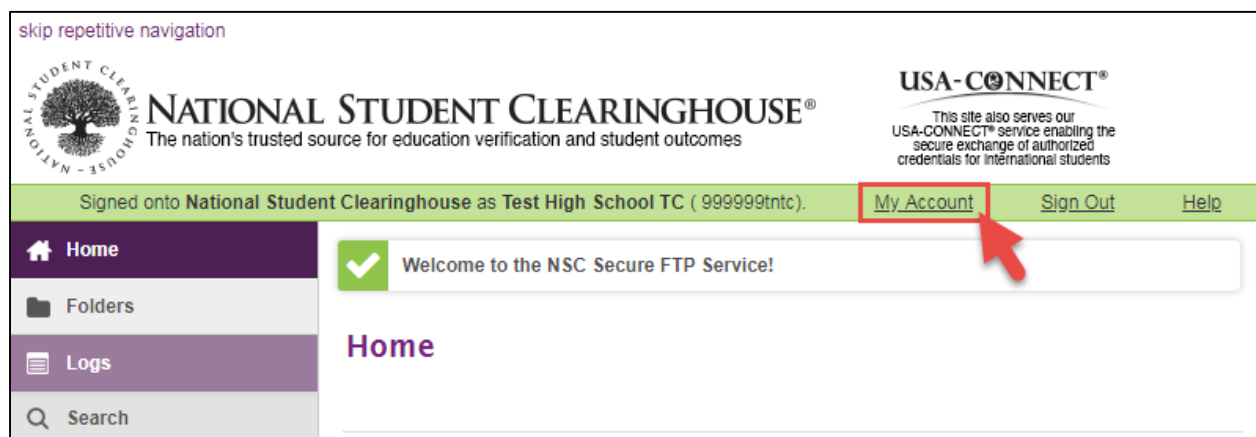 skip repetitive navigation
NATIONAL STUDENT CLEARINGHOUSE
NATIONAL STUDENT CLEARINGHOUSE®
The nation's trusted source for education verification and student outcomes
USA-CONNECT®
This site also serves our
USA-CONNECT® service enabling the
secure exchange of authorized
credentials for international students
Signed onto National Student Clearinghouse as Test High School TC ( 999999tntc).
My Account
Sign Out
Help
Home
Folders
Logs
Search
Welcome to the NSC Secure FTP Service!
Home